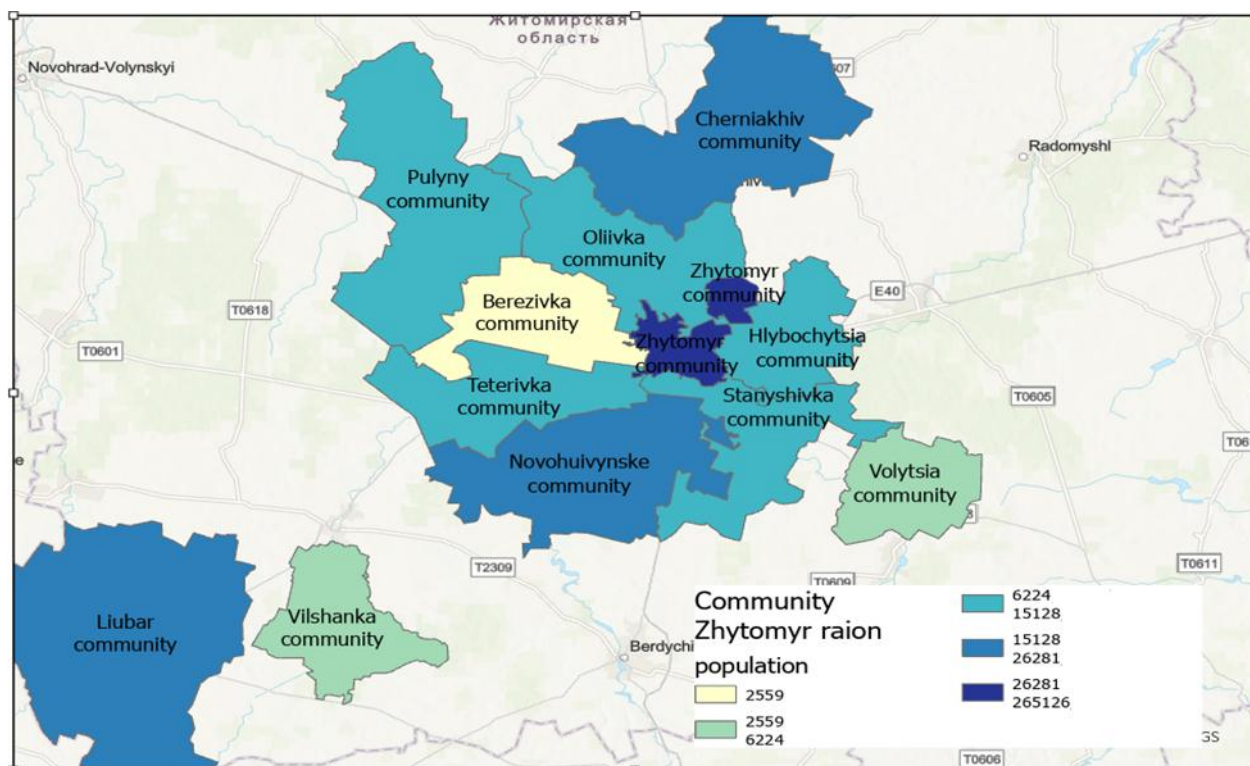 Житомирская
область
Novohrad-Volynskyi
Cherniakhiv
community
Radomyshl
Pulyny
community
Oliivka
community
Zhytomyr
community
E40
Berezivka
community
T0618
T0601
Zhytomyr
community
Hlybochytsia
community
Teterivka
community
Stanyshivka
community
T0605
Novohuivynske
community
Volytsia
community
T2309
T0609
T0611
Liubar
community
Vilshanka
community
Community
Zhytomyr raion
population
2559
2559
6224
6224
15128
15128
26281
26281
265126
T0606
GS